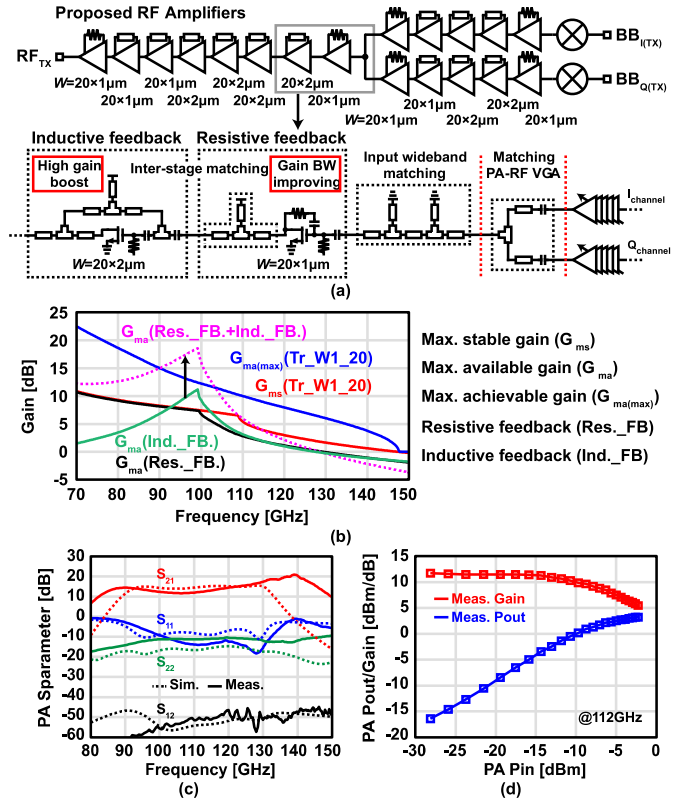 Proposed RF Amplifiers
RF_TX
BB_I(TX)
BB_Q(TX)
W=20×1µm
20×1µm
20×1µm
20×2µm
20×2µm
20×2µm
20×1µm
20×1µm
20×2µm
20×1µm
W=20×1µm
20×1µm
20×2µm
20×1µm
Inductive feedback
Resistive feedback
High gain
boost
Inter-stage matching
Gain BW
improving
Input wideband
matching
Matching
PA-RF VGA
I_channel
Q_channel
W=20×2µm
W=20×1µm
(a)
25
20
15
10
5
0
-5
Gain [dB]
G_ma(Res._FB.+Ind._FB.)
G_ma(max)(Tr_W1_20)
G_ms(Tr_W1_20)
G_ma(Ind._FB.)
G_ma(Res._FB.)
70 80 90 100 110 120 130 140 150
Frequency [GHz]
Max. stable gain (G_ms)
Max. available gain (G_ma)
Max. achievable gain (G_ma(max))
Resistive feedback (Res._FB)
Inductive feedback (Ind._FB)
(b)
30
20
10
0
-10
-20
-30
-40
-50
-60
PA Sparameter [dB]
S_21
S_11
S_22
Sim. Meas.
S_12
80 90 100 110 120 130 140 150
Frequency [GHz]
(c)
15
10
5
0
-5
-10
-15
-20
PA Pout/Gain [dBm/dB]
Meas. Gain
Meas. Pout
@112GHz
-30 -25 -20 -15 -10 -5 0
PA Pin [dBm]
(d)